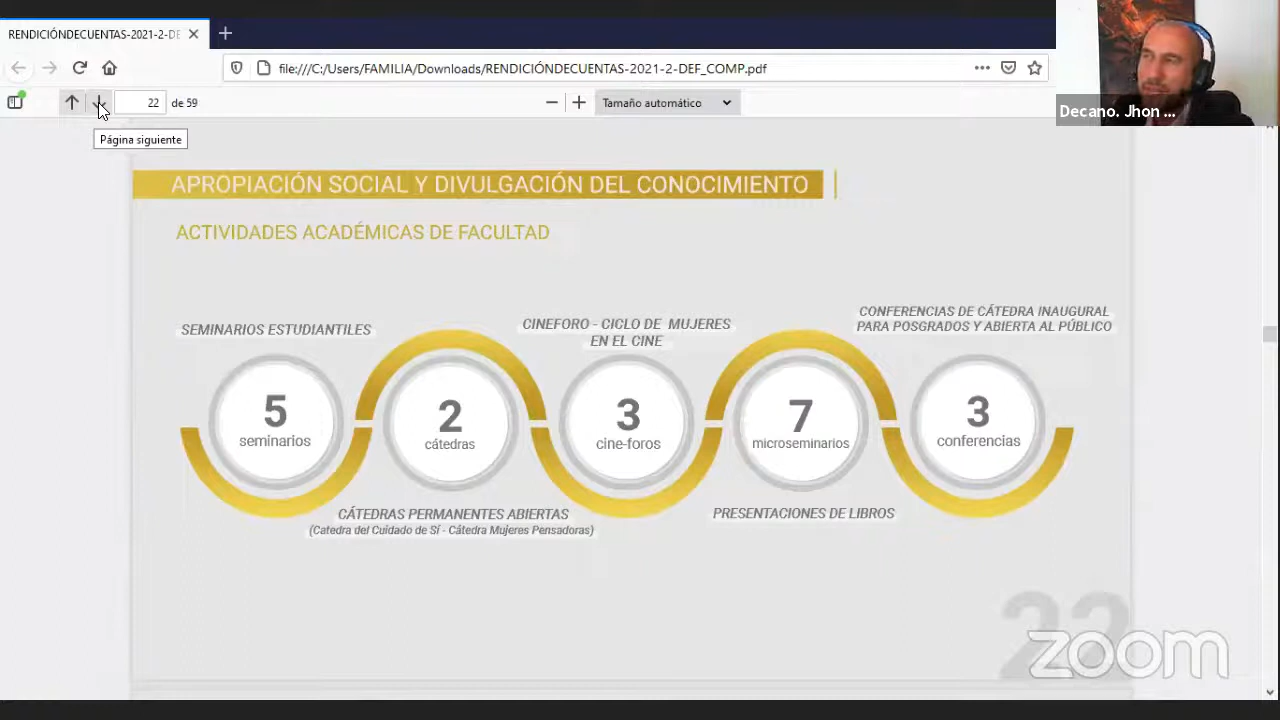 RENDICIÓNDECUENTAS-2021-2-DE
file:///C:/Users/FAMILIA/Downloads/RENDICIÓNDECUENTAS-2021-2-DEF_COMP.pdf
22 de 59
Tamaño automático
Página siguiente
Decano. Jhon ...
APROPIACIÓN SOCIAL Y DIVULGACIÓN DEL CONOCIMIENTO
ACTIVIDADES ACADÉMICAS DE FACULTAD
SEMINARIOS ESTUDIANTILES
5
seminarios
2
cátedras
CÁTEDRAS PERMANENTES ABIERTAS
(Catedra del Cuidado de Sí - Cátedra Mujeres Pensadoras)
CINEFORO - CICLO DE MUJERES
EN EL CINE
3
cine-foros
7
microseminarios
PRESENTACIONES DE LIBROS
CONFERENCIAS DE CÁTEDRA INAUGURAL
PARA POSGRADOS Y ABIERTA AL PÚBLICO
3
conferencias
22
zoom